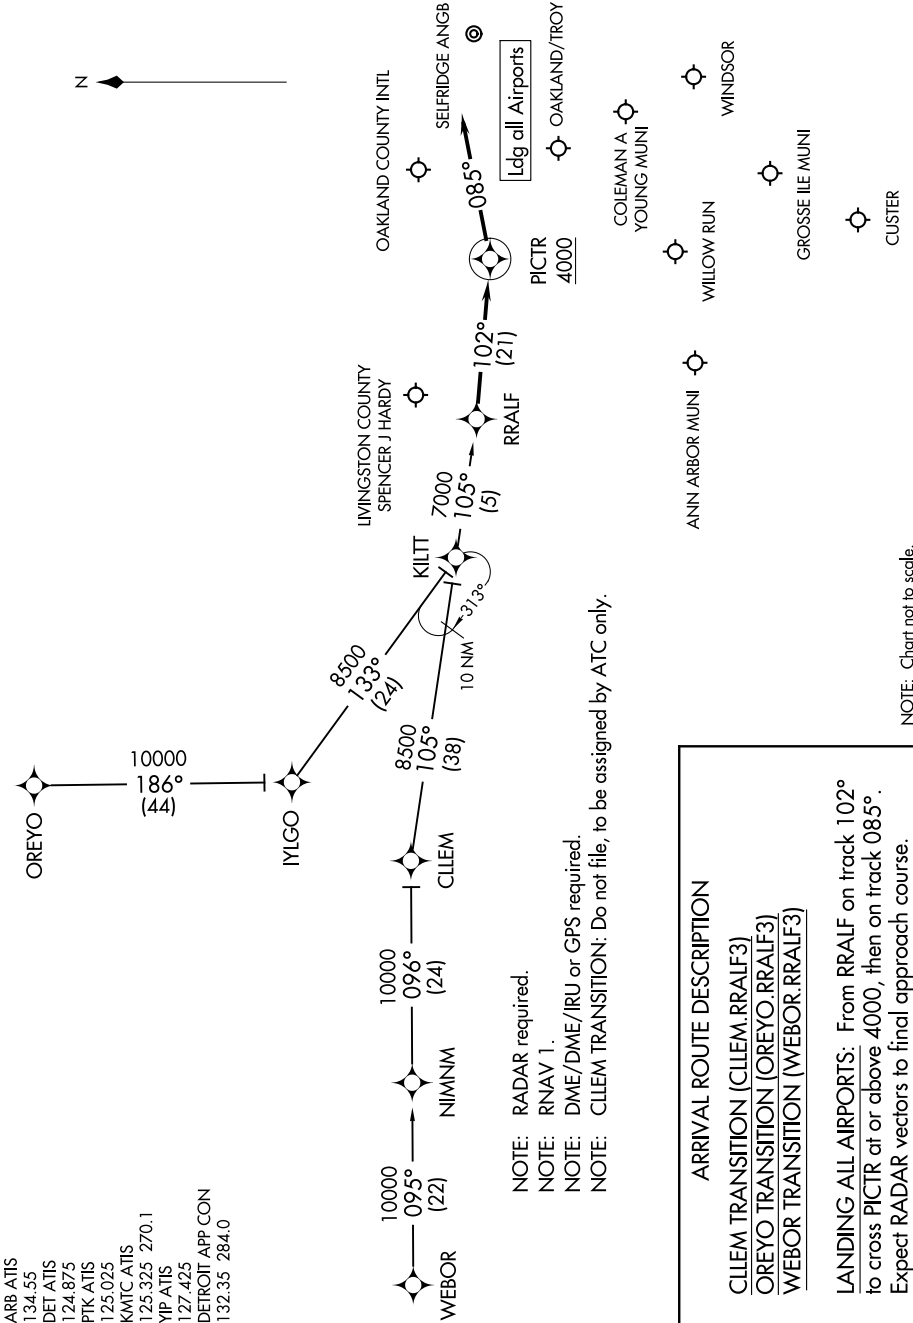 ARB ATIS
134.55
DET ATIS
124.875
PTK ATIS
125.025
KMTC ATIS
125.325 270.1
YIP ATIS
127.425
DETROIT APP CON
132.35 284.0
N
OREYO
10000
186°
(44)
IYLGO
8500
133°
(24)
WEBOR
10000
095°
(22)
NIMNM
10000
096°
(24)
CLLEM
8500
105°
(38)
10 NM
313°
KILTT
7000
105°
(5)
RRALF
102°
(21)
PICTR
4000
085°
Ldg all Airports
LIVINGSTON COUNTY
SPENCER J HARDY
OAKLAND COUNTY INTL
SELFRIDGE ANGB
OAKLAND/TROY
COLEMAN A
YOUNG MUNI
WINDSOR
WILLOW RUN
ANN ARBOR MUNI
GROSSE ILE MUNI
CUSTER
NOTE: RADAR required.
NOTE: RNAV 1.
NOTE: DME/DME/IRU or GPS required.
NOTE: CLLEM TRANSITION: Do not file, to be assigned by ATC only.
ARRIVAL ROUTE DESCRIPTION
CLLEM TRANSITION (CLLEM.RRALF3)
OREYO TRANSITION (OREYO.RRALF3)
WEBOR TRANSITION (WEBOR.RRALF3)
LANDING ALL AIRPORTS: From RRALF on track 102°
to cross PICTR at or above 4000, then on track 085°.
Expect RADAR vectors to final approach course.
NOTE: Chart not to scale.